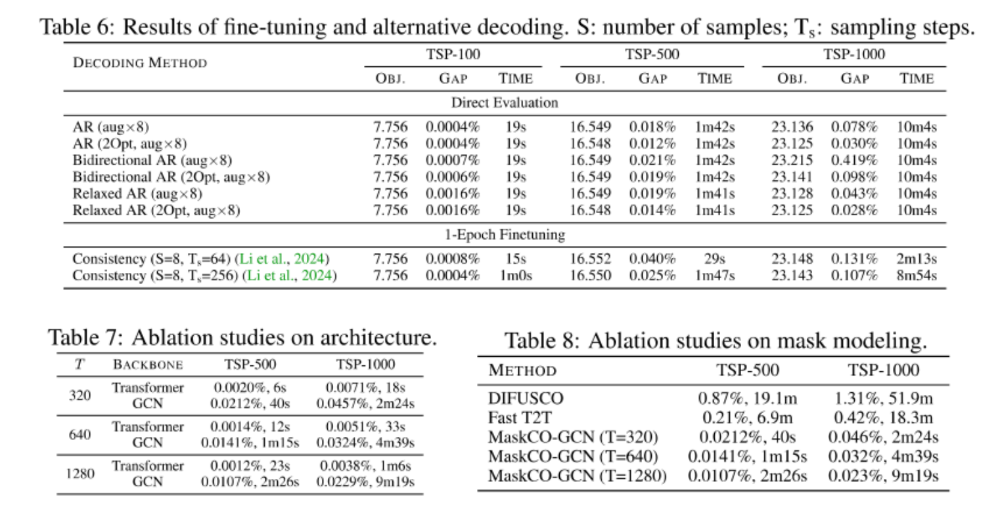 Table 6: Results of fine-tuning and alternative decoding. S: number of samples; Ts: sampling steps.
DECODING METHOD TSP-100 TSP-500 TSP-1000
OBJ. GAP TIME OBJ. GAP TIME OBJ. GAP TIME
Direct Evaluation
AR (aug×8) 7.756 0.0004% 19s 16.549 0.018% 1m42s 23.136 0.078% 10m4s
AR (2Opt, aug×8) 7.756 0.0004% 19s 16.548 0.012% 1m42s 23.125 0.030% 10m4s
Bidirectional AR (aug×8) 7.756 0.0007% 19s 16.549 0.021% 1m42s 23.215 0.419% 10m4s
Bidirectional AR (2Opt, aug×8) 7.756 0.0006% 19s 16.549 0.019% 1m42s 23.141 0.098% 10m4s
Relaxed AR (aug×8) 7.756 0.0016% 19s 16.549 0.019% 1m41s 23.128 0.043% 10m4s
Relaxed AR (2Opt, aug×8) 7.756 0.0016% 19s 16.548 0.014% 1m41s 23.125 0.028% 10m4s
1-Epoch Finctuning
Consistency (S=8, Ts=64) (Li et al., 2024) 7.756 0.0008% 15s 16.552 0.040% 29s 23.148 0.131% 2m13s
Consistency (S=8, Ts=256) (Li et al., 2024) 7.756 0.0004% 1m0s 16.550 0.025% 1m47s 23.143 0.107% 8m54s
Table 7: Ablation studies on architecture.
T BACKBONE TSP-500 TSP-1000
320 Transformer 0.0020%, 6s 0.0071%, 18s
GCN 0.0212%, 40s 0.0457%, 2m24s
640 Transformer 0.0014%, 12s 0.0051%, 33s
GCN 0.0141%, 1m15s 0.0324%, 4m39s
1280 Transformer 0.0012%, 23s 0.0038%, 1m6s
GCN 0.0107%, 2m26s 0.0229%, 9m19s
Table 8: Ablation studies on mask modeling.
METHOD TSP-500 TSP-1000
DIFUSCO 0.87%, 19.1m 1.31%, 51.9m
Fast T2T 0.21%, 6.9m 0.42%, 18.3m
MaskCO-GCN (T=320) 0.0212%, 40s 0.046%, 2m24s
MaskCO-GCN (T=640) 0.0141%, 1m15s 0.032%, 4m39s
MaskCO-GCN (T=1280) 0.0107%, 2m26s 0.023%, 9m19s